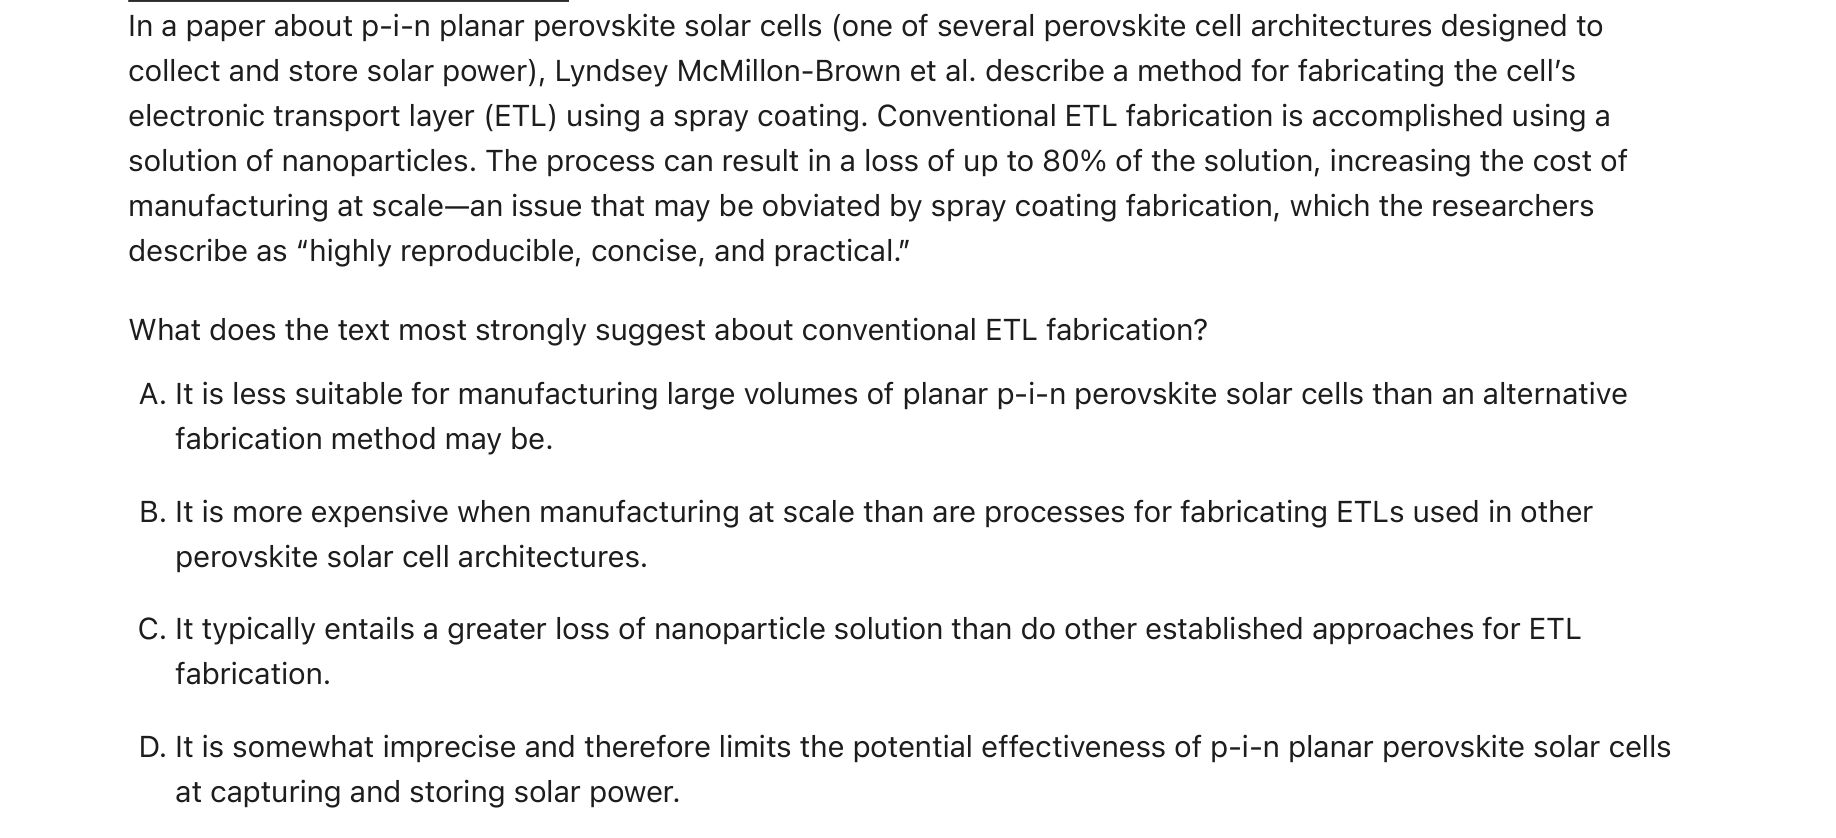 In a paper about p-i-n planar perovskite solar cells (one of several perovskite cell architectures designed to
collect and store solar power), Lyndsey McMillon-Brown et al. describe a method for fabricating the cell’s
electronic transport layer (ETL) using a spray coating. Conventional ETL fabrication is accomplished using a
solution of nanoparticles. The process can result in a loss of up to 80% of the solution, increasing the cost of
manufacturing at scale—an issue that may be obviated by spray coating fabrication, which the researchers
describe as “highly reproducible, concise, and practical.”
What does the text most strongly suggest about conventional ETL fabrication?
A. It is less suitable for manufacturing large volumes of planar p-i-n perovskite solar cells than an alternative
fabrication method may be.
B. It is more expensive when manufacturing at scale than are processes for fabricating ETLs used in other
perovskite solar cell architectures.
C. It typically entails a greater loss of nanoparticle solution than do other established approaches for ETL
fabrication.
D. It is somewhat imprecise and therefore limits the potential effectiveness of p-i-n planar perovskite solar cells
at capturing and storing solar power.